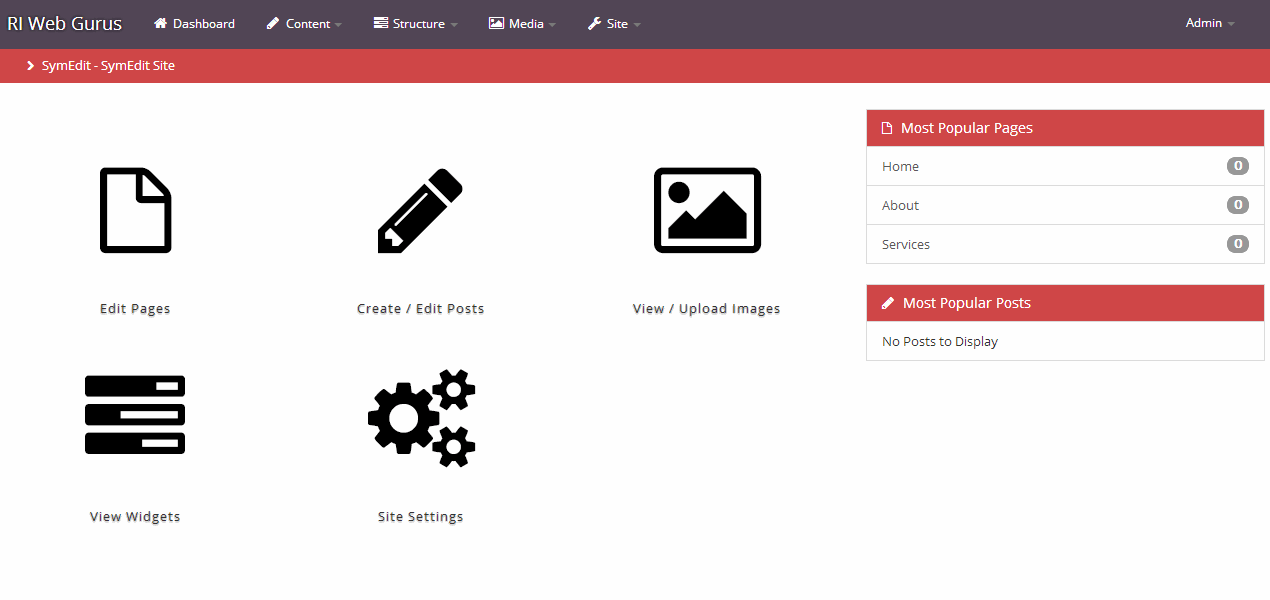 RI Web Gurus Dashboard Content Structure Media Site Admin
SymEdit - SymEdit Site
Most Popular Pages
Home 0
About 0
Services 0
Most Popular Posts
No Posts to Display
Edit Pages Create / Edit Posts View / Upload Images
View Widgets Site Settings